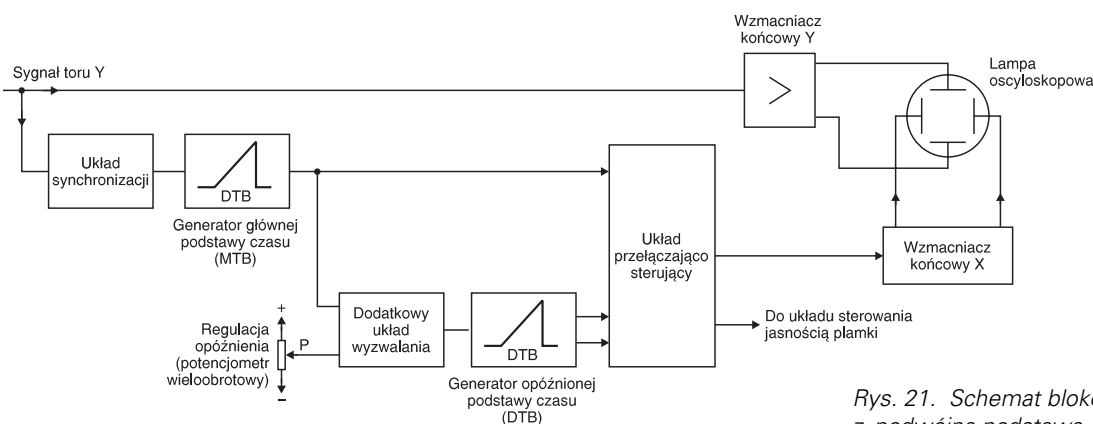 Wzmacniacz
końcowy Y
Sygnał toru Y
>
Lampa
oscyloskopowa
Układ
synchronizacji
DTB
Generator głównej
podstawy czasu
(MTB)
Układ
przełączająco
sterujący
Wzmacniacz
końcowy X
Regulacja
opóźnienia
(potencjometr
wieloobrotowy)
+
P
–
Dodatkowy
układ
wyzwalania
DTB
Generator opóźnionej
podstawy czasu
(DTB)
Do układu sterowania
jasnością plamki
Rys. 21. Schemat
z podwójną podstawą